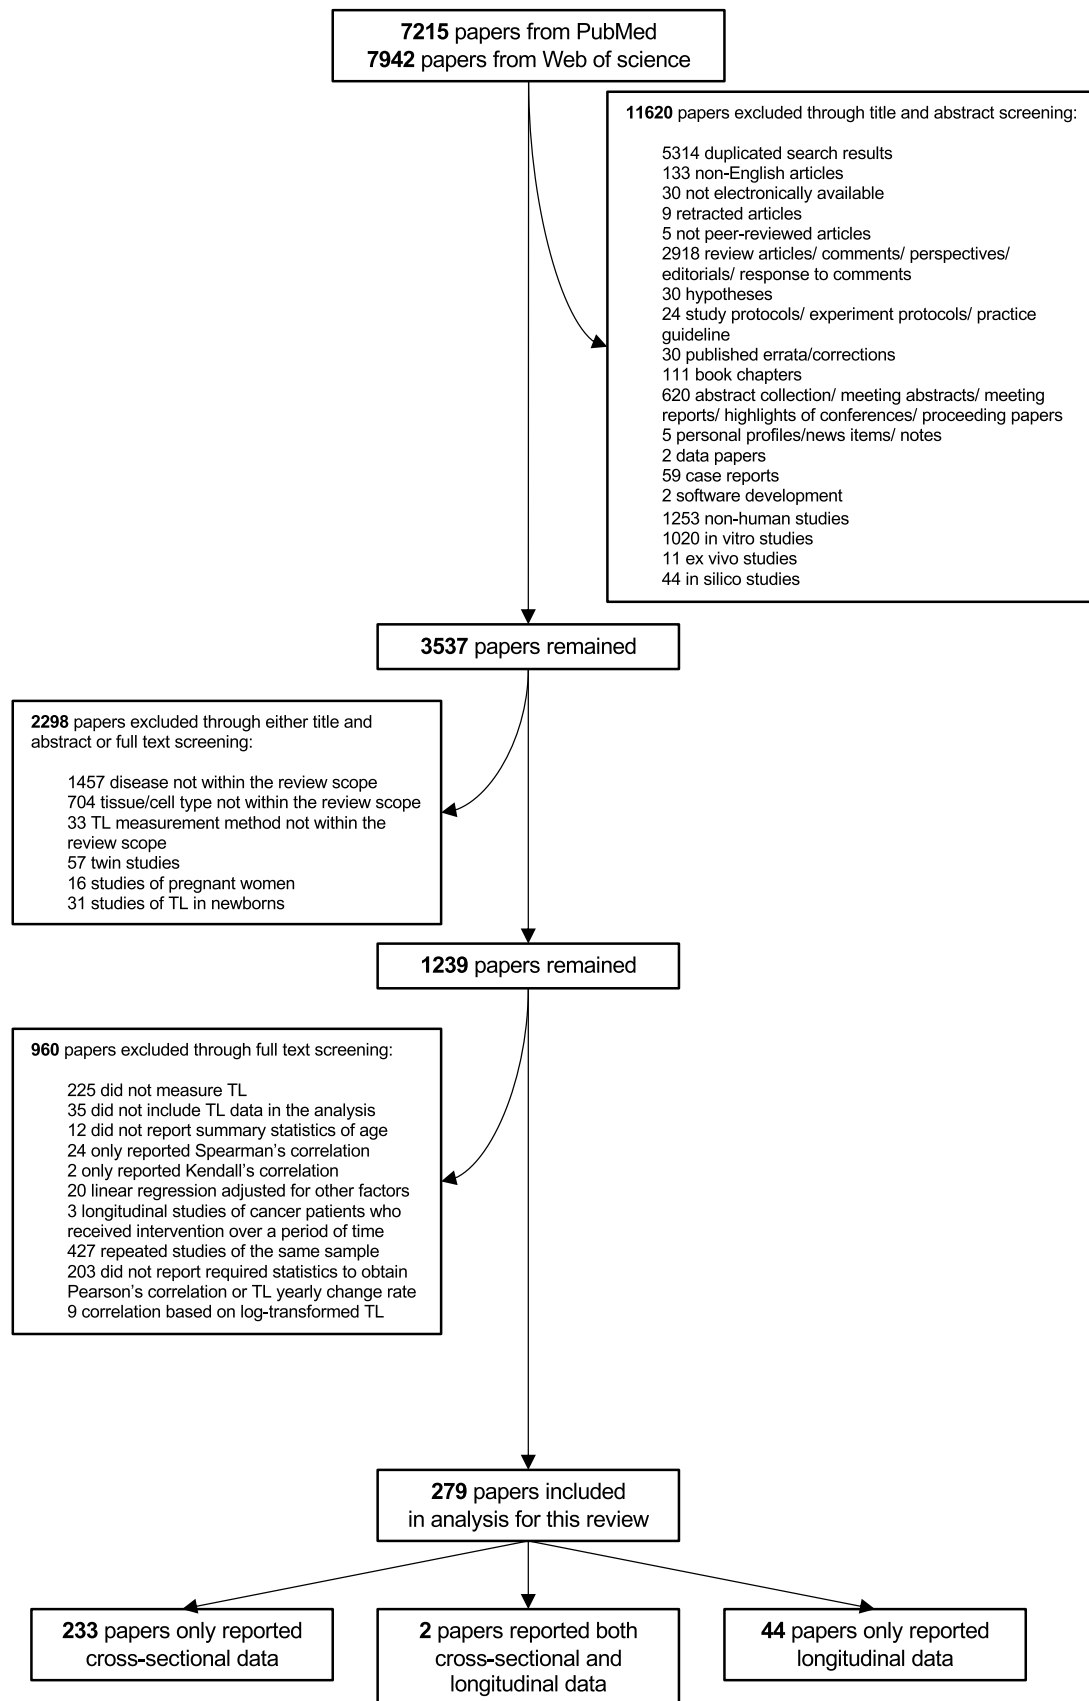 7215 papers from PubMed
7942 papers from Web of science
11620 papers excluded through title and abstract screening:
5314 duplicated search results
133 non-English articles
30 not electronically available
9 retracted articles
5 not peer-reviewed articles
2918 review articles/ comments/ perspectives/
editorials/ response to comments
30 hypotheses
24 study protocols/ experiment protocols/ practice
guideline
30 published errata/corrections
111 book chapters
620 abstract collection/ meeting abstracts/ meeting
reports/ highlights of conferences/ proceeding papers
5 personal profiles/news items/ notes
2 data papers
59 case reports
2 software development
1253 non-human studies
1020 in vitro studies
11 ex vivo studies
44 in silico studies
3537 papers remained
2298 papers excluded through either title and
abstract or full text screening:
1457 disease not within the review scope
704 tissue/cell type not within the review scope
33 TL measurement method not within the
review scope
57 twin studies
16 studies of pregnant women
31 studies of TL in newborns
1239 papers remained
960 papers excluded through full text screening:
225 did not measure TL
35 did not include TL data in the analysis
12 did not report summary statistics of age
24 only reported Spearman's correlation
2 only reported Kendall's correlation
20 linear regression adjusted for other factors
3 longitudinal studies of cancer patients who
received intervention over a period of time
427 repeated studies of the same sample
203 did not report required statistics to obtain
Pearson's correlation or TL yearly change rate
9 correlation based on log-transformed TL
279 papers included
in analysis for this review
233 papers only reported
cross-sectional data
2 papers reported both
cross-sectional and
longitudinal data
44 papers only reported
longitudinal data